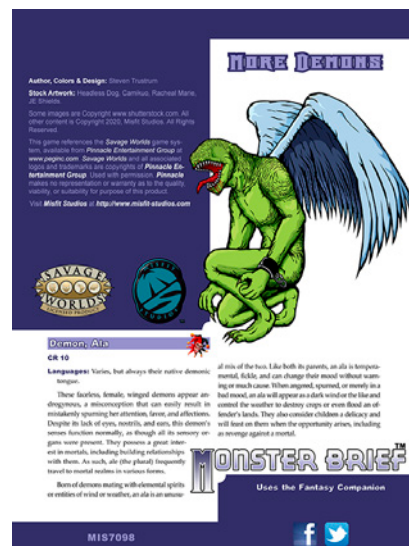 MORE DEMONS
Author, Colors & Design: Steven Trustrum
Stock Artwork: Headless Dog, Camkuo, Racheal Marie,
JE Shields.
Some images are Copyright www.shutterstock.com. All
other content is Copyright 2020, Misfit Studios. All Rights
Reserved.
This game references the Savage Worlds game sys-
tem, available from Pinnacle Entertainment Group at
www.peginc.com. Savage Worlds and all associated
logos and trademarks are copyrights of Pinnacle En-
tertainment Group. Used with permission. Pinnacle
makes no representation or warranty as to the quality,
viability, or suitability for purpose of this product.
Visit Misfit Studios at http://www.misfit-studios.com
SAVAGE
WORLDS
LICENSED PRODUCT
MISFIT
STUDIOS
Demon, Ala
CR 10
Languages: Varies, but always their native demonic
tongue.
These faceless, female, winged demons appear an-
drogynous, a misconception that can easily result in
mistakenly spurning her attention, favor, and affections.
Despite its lack of eyes, nostrils, and ears, this demon's
senses function normally, as though all its sensory or-
gans were present. They possess a great inter-
est in mortals, including building relationships
with them. As such, ale (the plural) frequently
travel to mortal realms in various forms.
Born of demons mating with elemental spirits
or entities of wind or weather, an ala is an unusu-
al mix of the two. Like both its parents, an ala is tempera-
mental, fickle, and can change their mind without warn-
ing or much cause. When angered, spurned, or merely in a
bad mood, an ala will appear as a dark wind or the like and
control the weather to destroy crops or even flood an of-
fender's lands. They also consider children a delicacy and
will feast on them when the opportunity arises, including
as revenge against a mortal.
MONSTER BRIEF™
Uses the Fantasy Companion
MIS7098